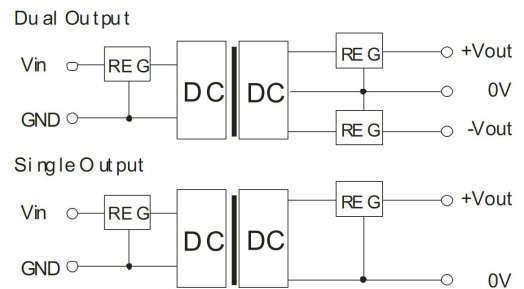 Dual Output
Vin REG DC DC REG +Vout
0V
GND REG -Vout
Single Output
Vin REG DC DC REG +Vout
GND 0V